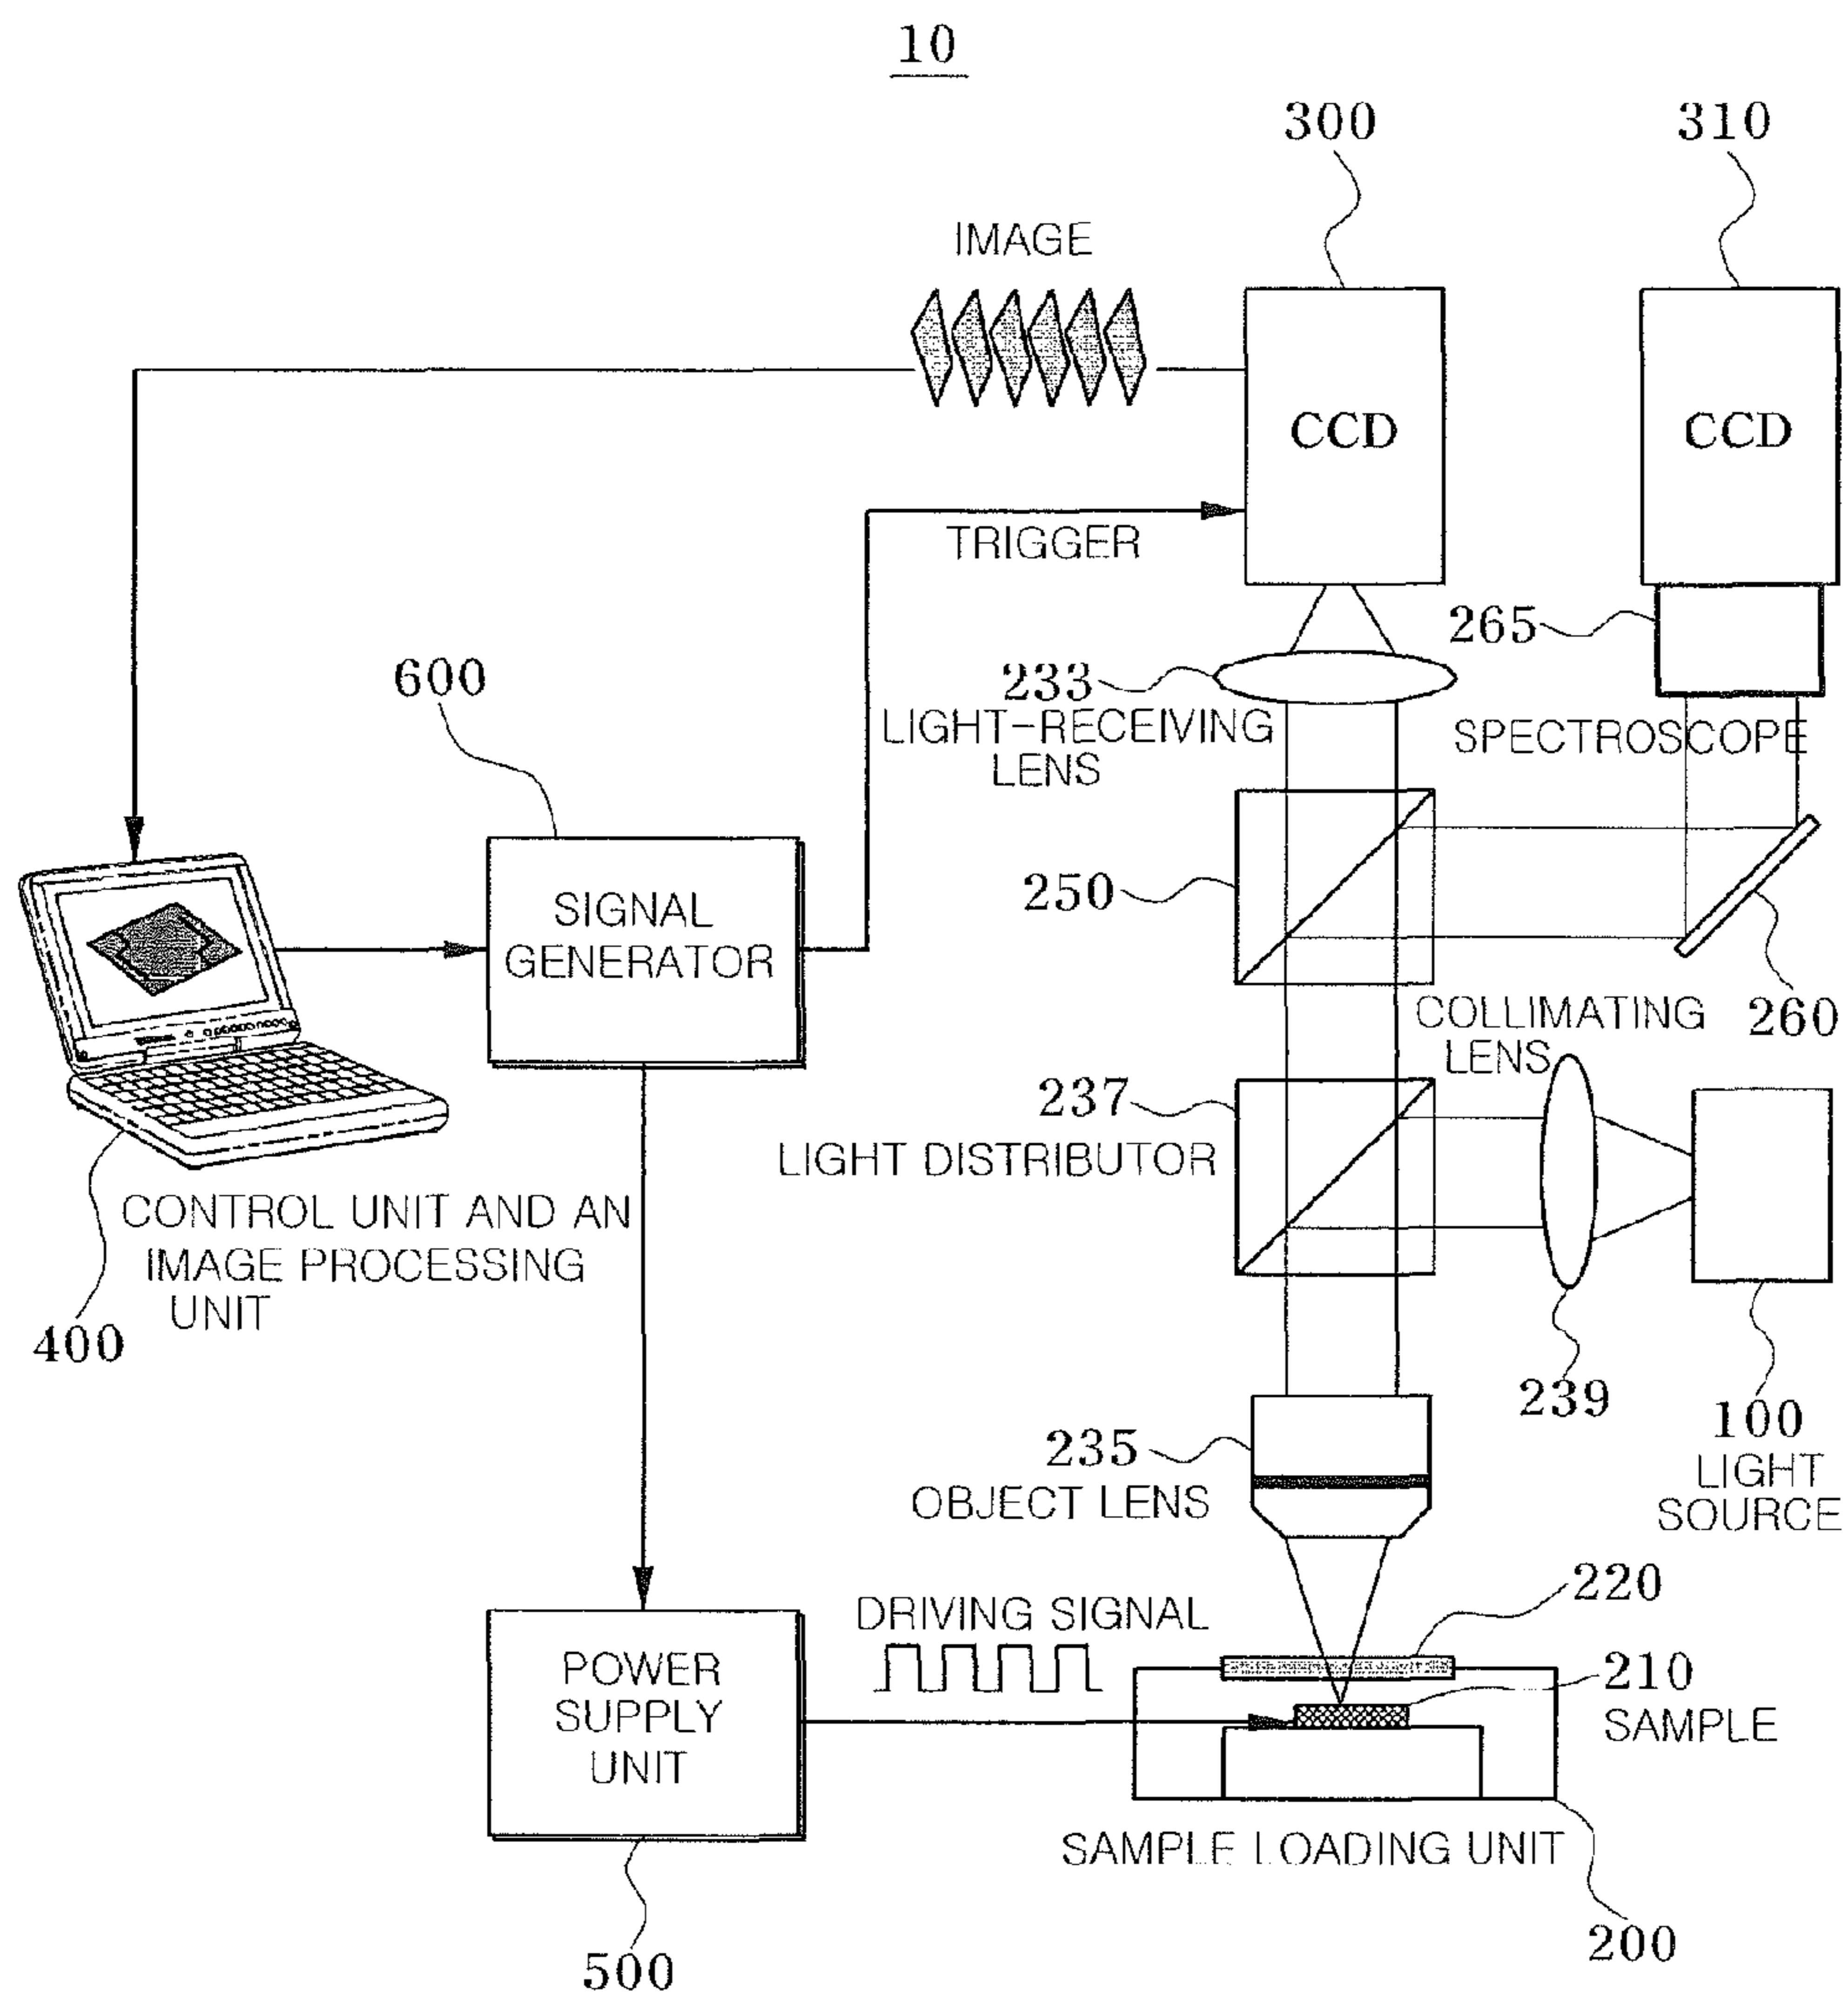 10
300
310
IMAGE
CCD
CCD
TRIGGER
265
600
233
LIGHT-RECEIVING
LENS
SPECTROSCOPE
250
SIGNAL
GENERATOR
COLLIMATING
LENS
260
237
LIGHT DISTRIBUTOR
CONTROL UNIT AND AN
IMAGE PROCESSING
UNIT
400
239
100
LIGHT
SOURCE
235
OBJECT LENS
220
DRIVING SIGNAL
210
SAMPLE
POWER
SUPPLY
UNIT
SAMPLE LOADING UNIT
200
500